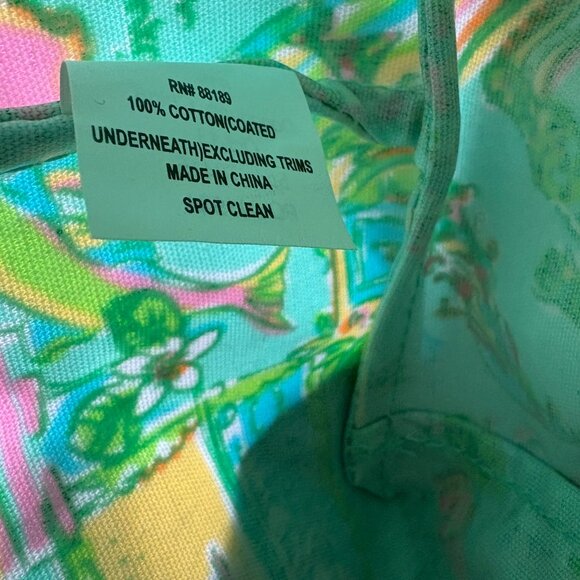 RN# 88189
100% COTTON(COATED
UNDERNEATH)EXCLUDING TRIMS
MADE IN CHINA
SPOT CLEAN